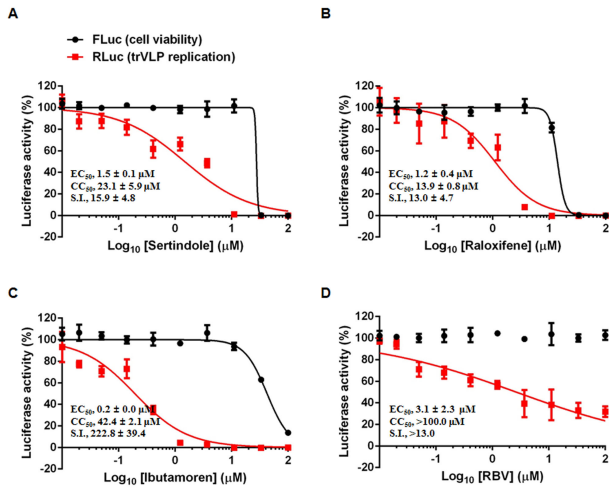 A
B
FLuc (cell viability)
RLuc (trVLP replication)
Luciferase activity (%)
120
100
80
60
40
20
0
-20
EC50, 1.5 ± 0.1 μM
CC50, 23.1 ± 5.9 μM
S.I., 15.9 ± 4.8
-1 0 1 2
Log10 [Sertindole] (μM)
Luciferase activity (%)
120
100
80
60
40
20
0
-20
EC50, 1.2 ± 0.4 μM
CC50, 13.9 ± 0.8 μM
S.I., 13.0 ± 4.7
-1 0 1 2
Log10 [Raloxifene] (μM)
C
D
Luciferase activity (%)
120
100
80
60
40
20
0
-20
EC50, 0.2 ± 0.0 μM
CC50, 42.4 ± 2.1 μM
S.I., 222.8 ± 39.4
-1 0 1 2
Log10 [Ibutamoren] (μM)
Luciferase activity (%)
120
100
80
60
40
20
0
-20
EC50, 3.1 ± 2.3 μM
CC50, >100.0 μM
S.I., >13.0
-1 0 1 2
Log10 [RBV] (μM)